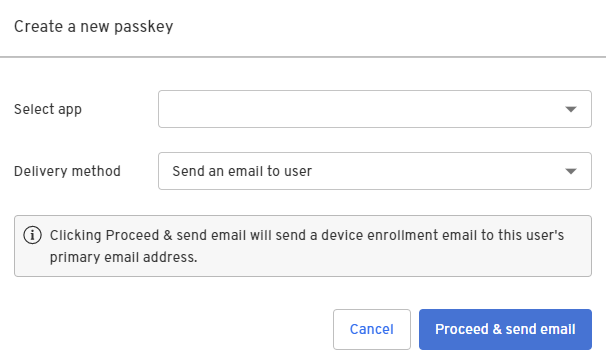 Create a new passkey
Select app
Delivery method
Send an email to user
Clicking Proceed & send email will send a device enrollment email to this user's
primary email address.
Cancel
Proceed & send email